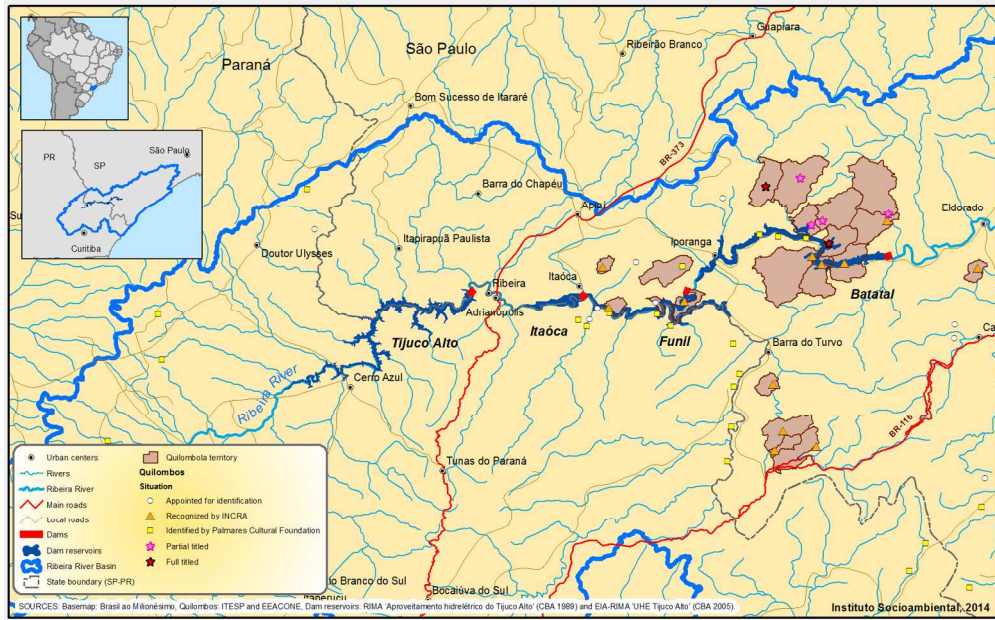 Guapiara
São Paulo
Ribeirão Branco
Paraná
Bom Sucesso de Itararé
BR-373
PR
SP
São Paulo
Curitiba
Barra do Chapéu
Apiaí
Su
Eldorado
Doutor Ulysses
Itapirapuã Paulista
Iporanga
Itaóca
Ribeira
Adrianópolis
Batatal
Itaóca
Funil
Tijuco Alto
Barra do Turvo
Ca
Cerro Azul
Ribeira River
BR-116
Tunas do Paraná
Urban centers
Rivers
Ribeira River
Main roads
Local roads
Dams
Dam reservoirs
Ribeira River Basin
State boundary (SP-PR)
Quilombola territory
Quilombos
Situation
Appointed for identification
Recognized by INCRA
Identified by Palmares Cultural Foundation
Partial titled
Full titled
o Branco do Sul
Itaperuçu
Bocaiúva do Sul
SOURCES: Basemap: Brasil ao Milionésimo, Quilombos: ITESP and EEACONE, Dam reservoirs: RIMA 'Aproveitamento hidrelétrico do Tijuco Alto' (CBA 1989) and EIA-RIMA 'UHE Tijuco Alto' (CBA 2005).
Instituto Socioambiental, 2014